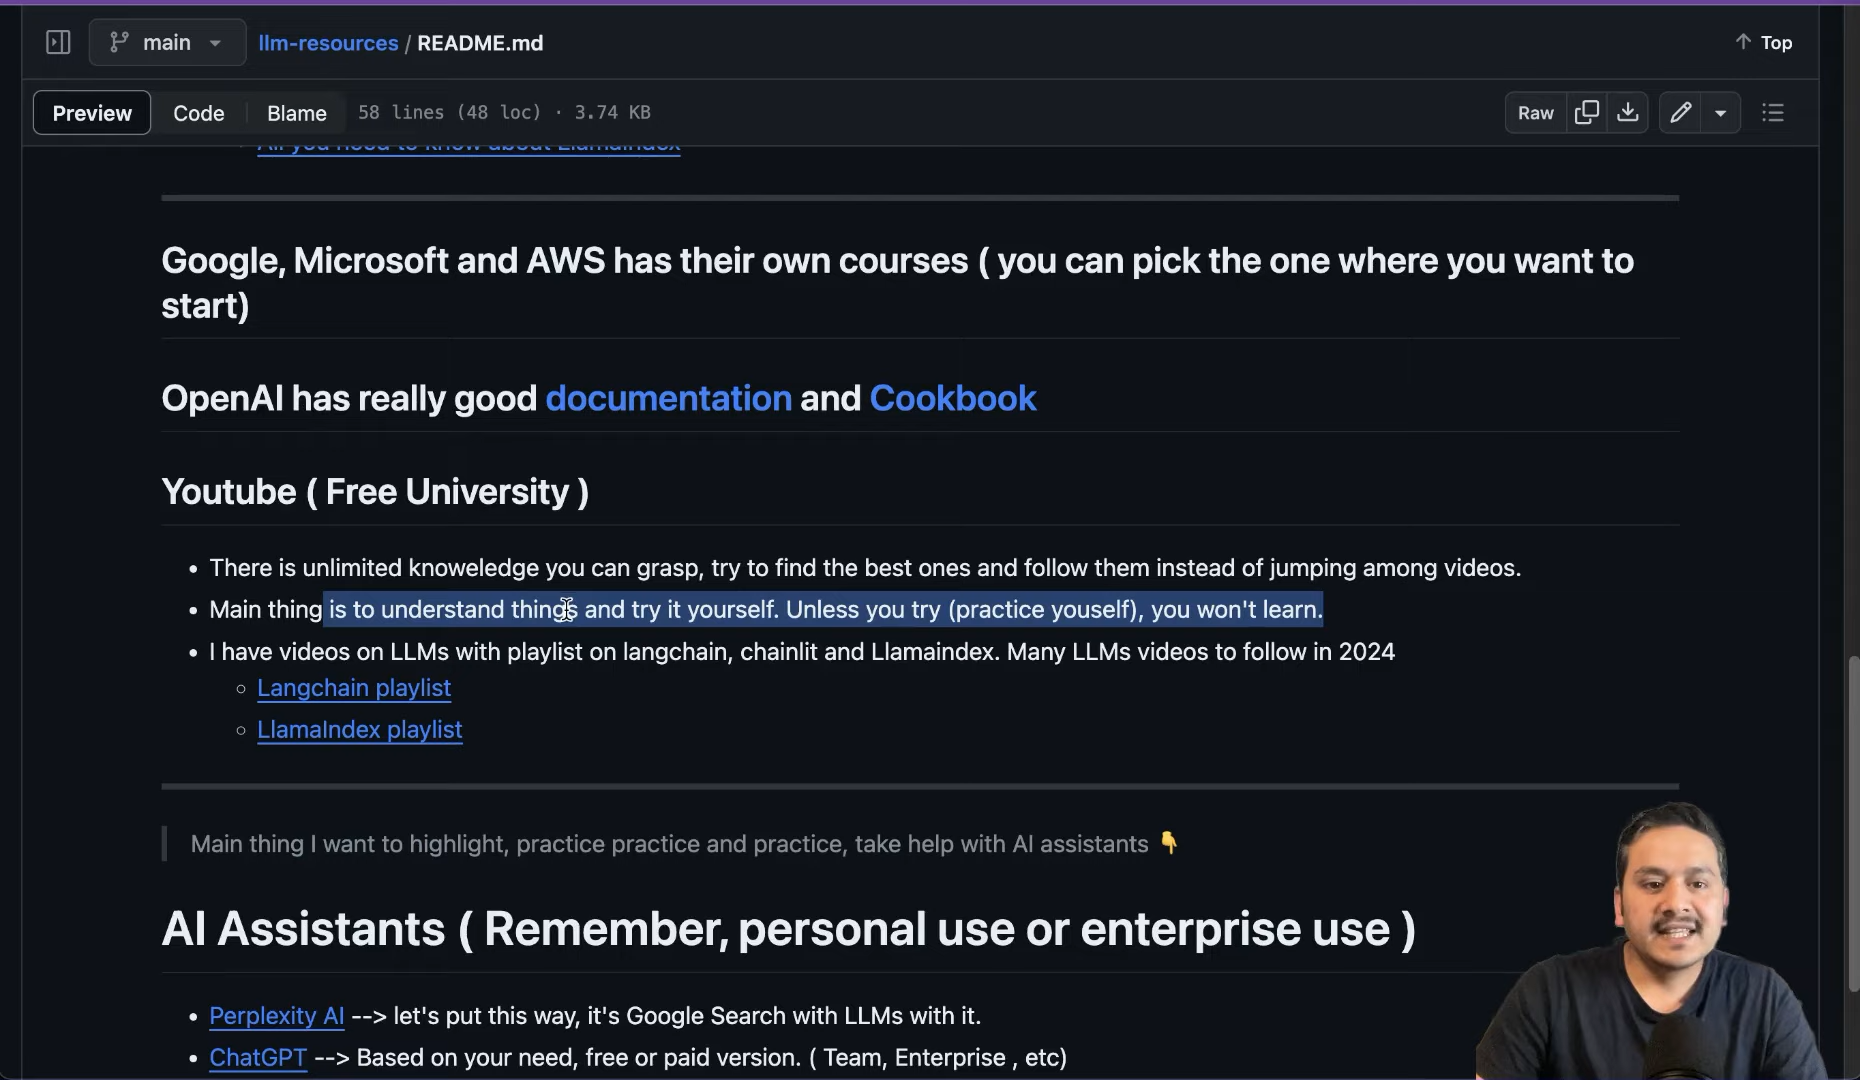 main
llm-resources / README.md
Top
Preview
Code
Blame
58 lines (48 loc) · 3.74 KB
Raw
All you need to know about LlamaIndex
Google, Microsoft and AWS has their own courses ( you can pick the one where you want to
start)
OpenAI has really good documentation and Cookbook
Youtube ( Free University )
There is unlimited knoweledge you can grasp, try to find the best ones and follow them instead of jumping among videos.
Main thing is to understand things and try it yourself. Unless you try (practice youself), you won't learn.
I have videos on LLMs with playlist on langchain, chainlit and Llamaindex. Many LLMs videos to follow in 2024
Langchain playlist
LlamaIndex playlist
Main thing I want to highlight, practice practice and practice, take help with AI assistants 👇
AI Assistants ( Remember, personal use or enterprise use )
Perplexity AI --> let's put this way, it's Google Search with LLMs with it.
ChatGPT --> Based on your need, free or paid version. ( Team, Enterprise , etc)